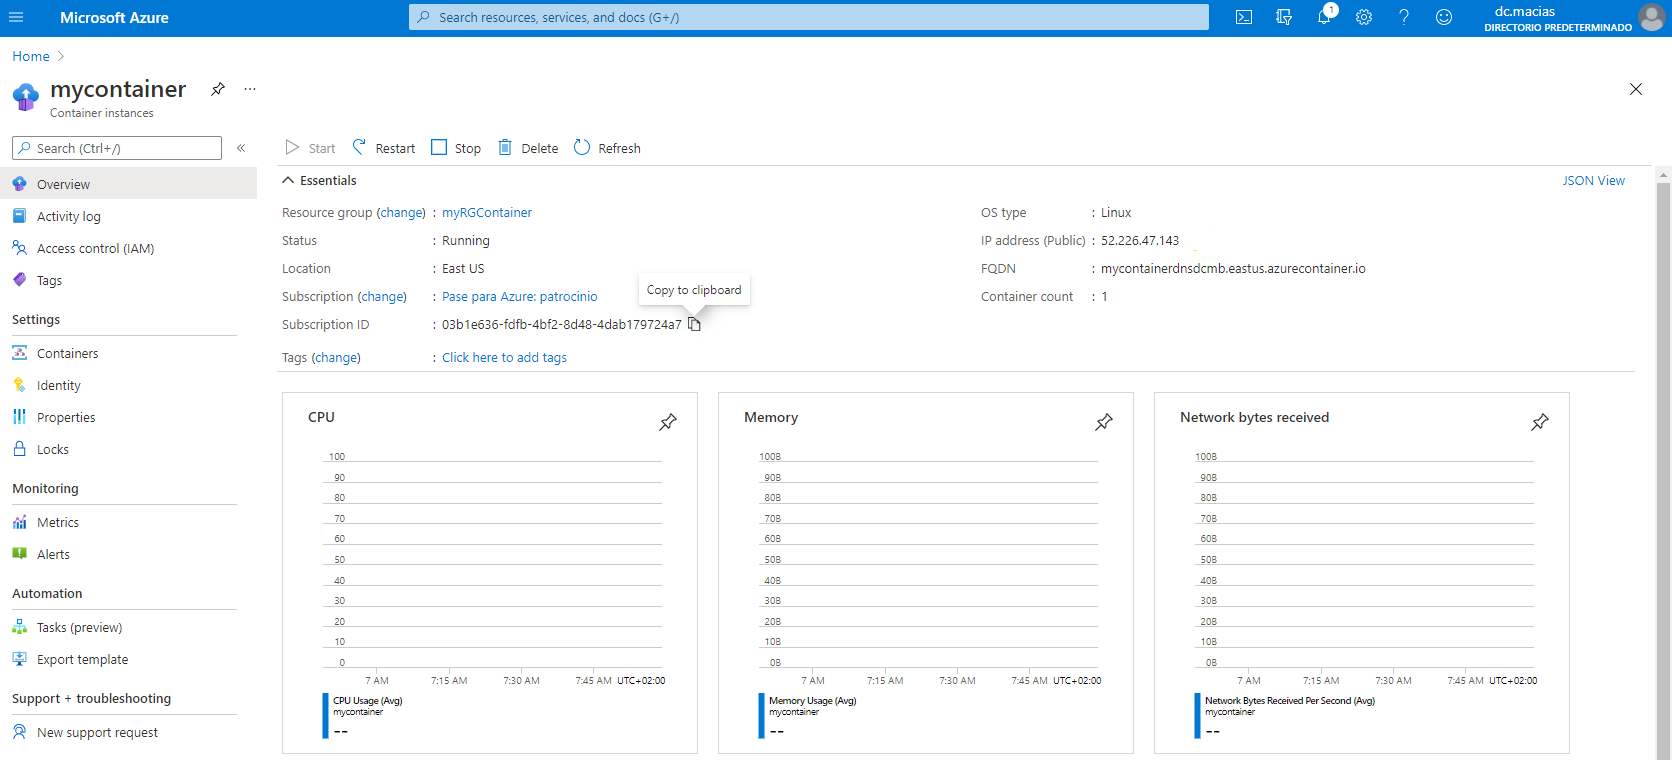 Microsoft Azure
Search resources, services, and docs (G+/)
1
dc.macias
DIRECTORIO PREDETERMINADO
Home
mycontainer
Container instances
Search (Ctrl+/)
Overview
Activity log
Access control (IAM)
Tags
Settings
Containers
Identity
Properties
Locks
Monitoring
Metrics
Alerts
Automation
Tasks (preview)
Export template
Support + troubleshooting
New support request
Start Restart Stop Delete Refresh
Essentials
JSON View
Resource group (change) : myRGContainer
Status : Running
Location : East US
Subscription (change) : Pase para Azure: patrocinio
Subscription ID : 03b1e636-fdfb-4bf2-8d48-4dab179724a7
Copy to clipboard
Tags (change) : Click here to add tags
OS type : Linux
IP address (Public) : 52.226.47.143
FQDN : mycontainerdnsdcmb.eastus.azurecontainer.io
Container count : 1
CPU
100
90
80
70
60
50
40
30
20
10
0
7 AM 7:15 AM 7:30 AM 7:45 AM UTC+02:00
CPU Usage (Avg)
mycontainer
--
Memory
100B
90B
80B
70B
60B
50B
40B
30B
20B
10B
0B
7 AM 7:15 AM 7:30 AM 7:45 AM UTC+02:00
Memory Usage (Avg)
mycontainer
--
Network bytes received
100B
90B
80B
70B
60B
50B
40B
30B
20B
10B
0B
7 AM 7:15 AM 7:30 AM 7:45 AM UTC+02:00
Network Bytes Received Per Second (Avg)
mycontainer
--